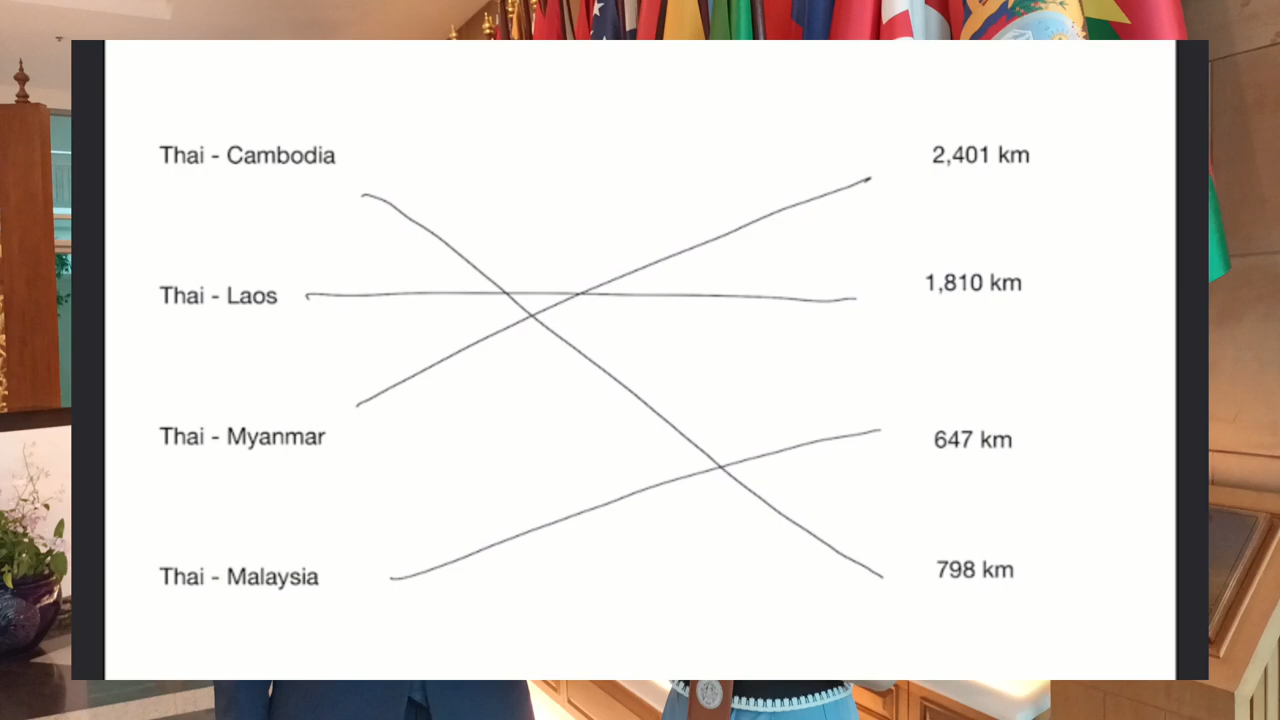 Thai - Cambodia
2,401 km
Thai - Laos
1,810 km
Thai - Myanmar
647 km
Thai - Malaysia
798 km